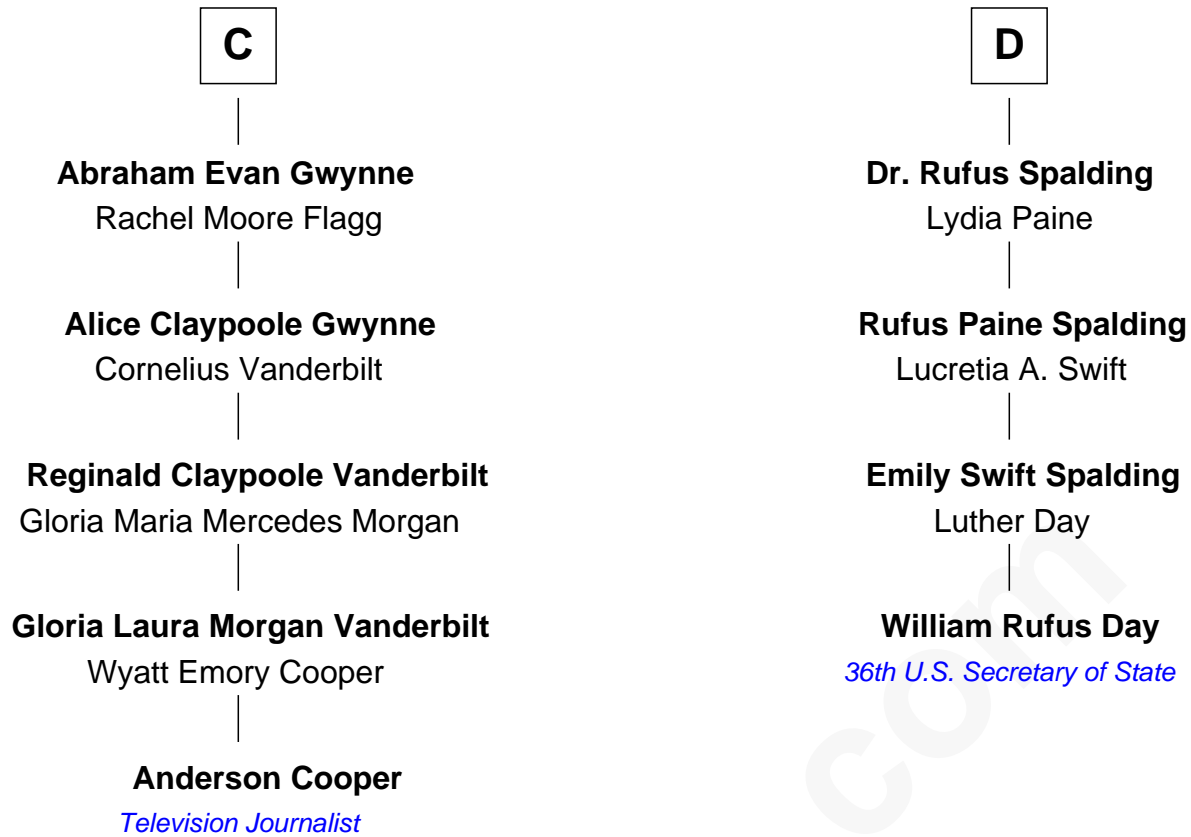 C
Abraham Evan Gwynne
Rachel Moore Flagg
Alice Claypoole Gwynne
Cornelius Vanderbilt
Reginald Claypoole Vanderbilt
Gloria Maria Mercedes Morgan
Gloria Laura Morgan Vanderbilt
Wyatt Emory Cooper
Anderson Cooper
Television Journalist
D
Dr. Rufus Spalding
Lydia Paine
Rufus Paine Spalding
Lucretia A. Swift
Emily Swift Spalding
Luther Day
William Rufus Day
36th U.S. Secretary of State
com